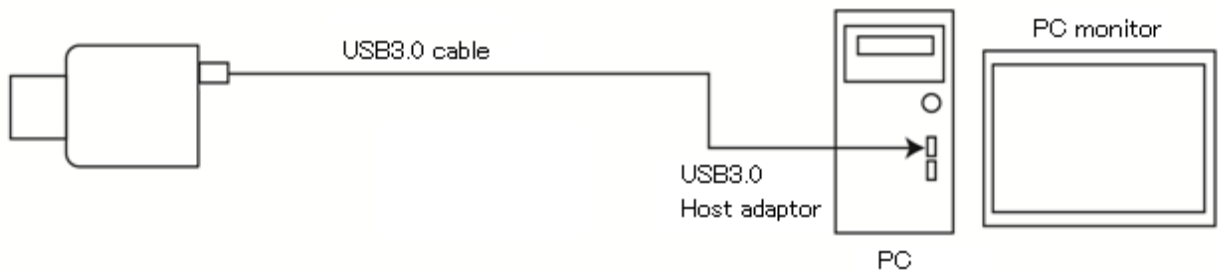 PC monitor
USB3.0 cable
USB3.0
Host adaptor
PC